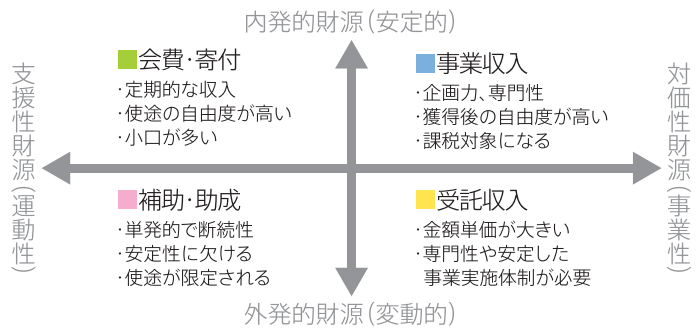 内発的財源(安定的)
支援性財源(運動性)
■会費・寄付
・定期的な収入
・使途の自由度が高い
・小口が多い
■事業収入
・企画力、専門性
・獲得後の自由度が高い
・課税対象になる
対価性財源(事業性)
■補助・助成
・単発的で断続性
・安定性に欠ける
・使途が限定される
■受託収入
・金額単価が大きい
・専門性や安定した
事業実施体制が必要
外発的財源(変動的)